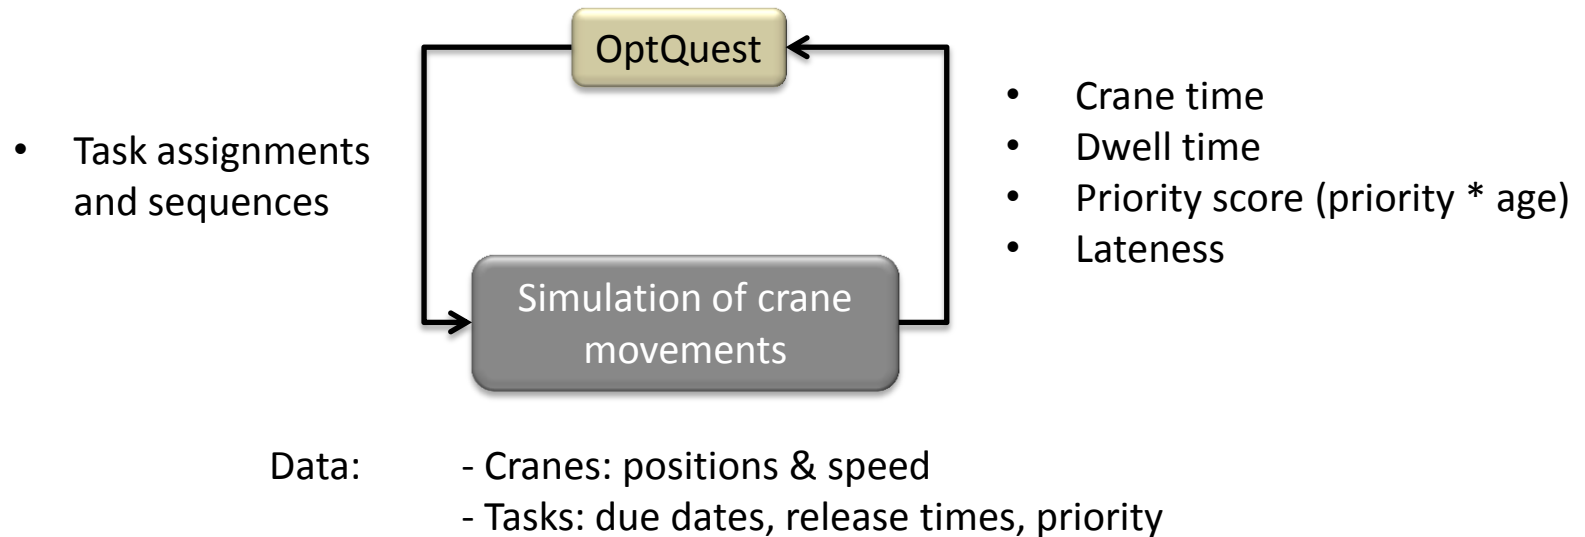 OptQuest
• Task assignments
and sequences
• Crane time
• Dwell time
• Priority score (priority * age)
• Lateness
Simulation of crane
movements
Data: - Cranes: positions & speed
- Tasks: due dates, release times, priority